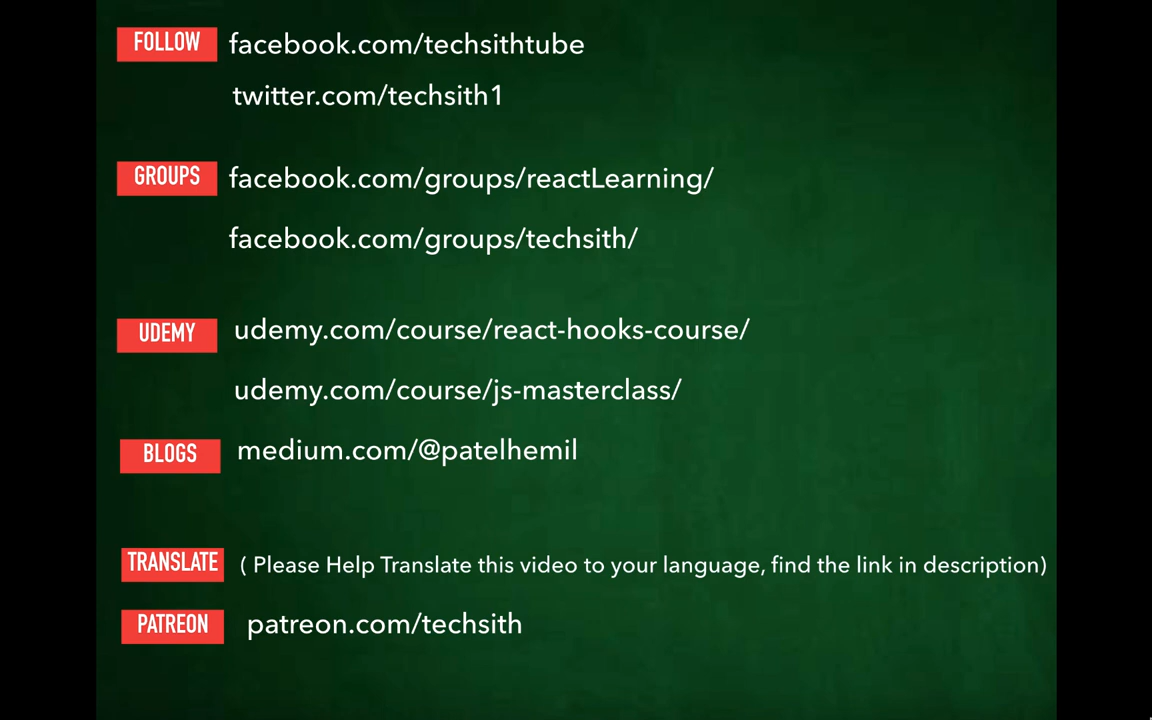 FOLLOW facebook.com/techsithtube
twitter.com/techsith1
GROUPS facebook.com/groups/reactLearning/
facebook.com/groups/techsith/
UDEMY udemy.com/course/react-hooks-course/
udemy.com/course/js-masterclass/
BLOGS medium.com/@patelhemil
TRANSLATE ( Please Help Translate this video to your language, find the link in description)
PATREON patreon.com/techsith